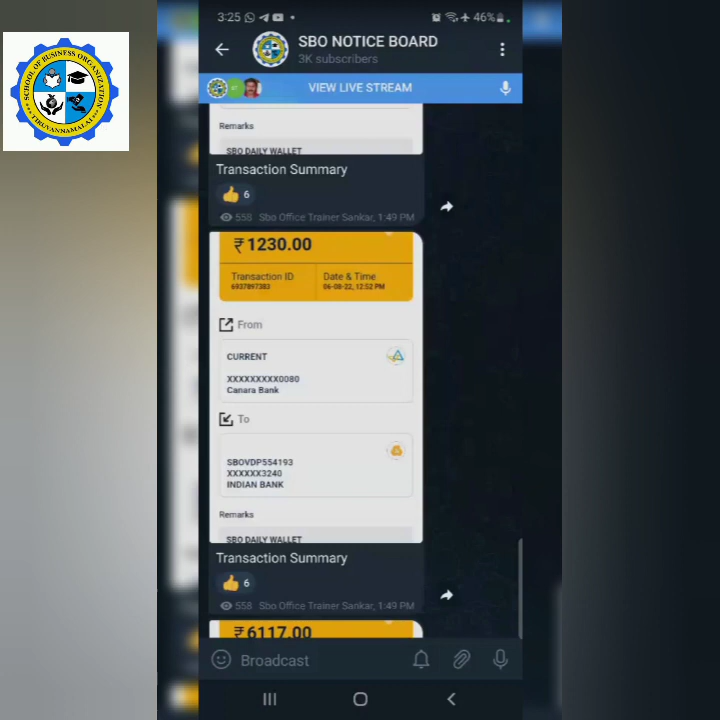 SCHOOL OF BUSINESS ORGANIZATION
TIRUVANNAMALAI
3:25
46%
SBO NOTICE BOARD
3K subscribers
VIEW LIVE STREAM
Remarks
SBO DAILY WALLET
Transaction Summary
👍 6
558 Sbo Office Trainer Sankar, 1:49 PM
₹1230.00
Transaction ID
6937897383
Date & Time
06-08-22, 12:52 PM
From
CURRENT
XXXXXXXXX0080
Canara Bank
To
SBOVDP554193
XXXXXX3240
INDIAN BANK
Remarks
SBO DAILY WALLET
Transaction Summary
👍 6
558 Sbo Office Trainer Sankar, 1:49 PM
₹6117.00
Broadcast